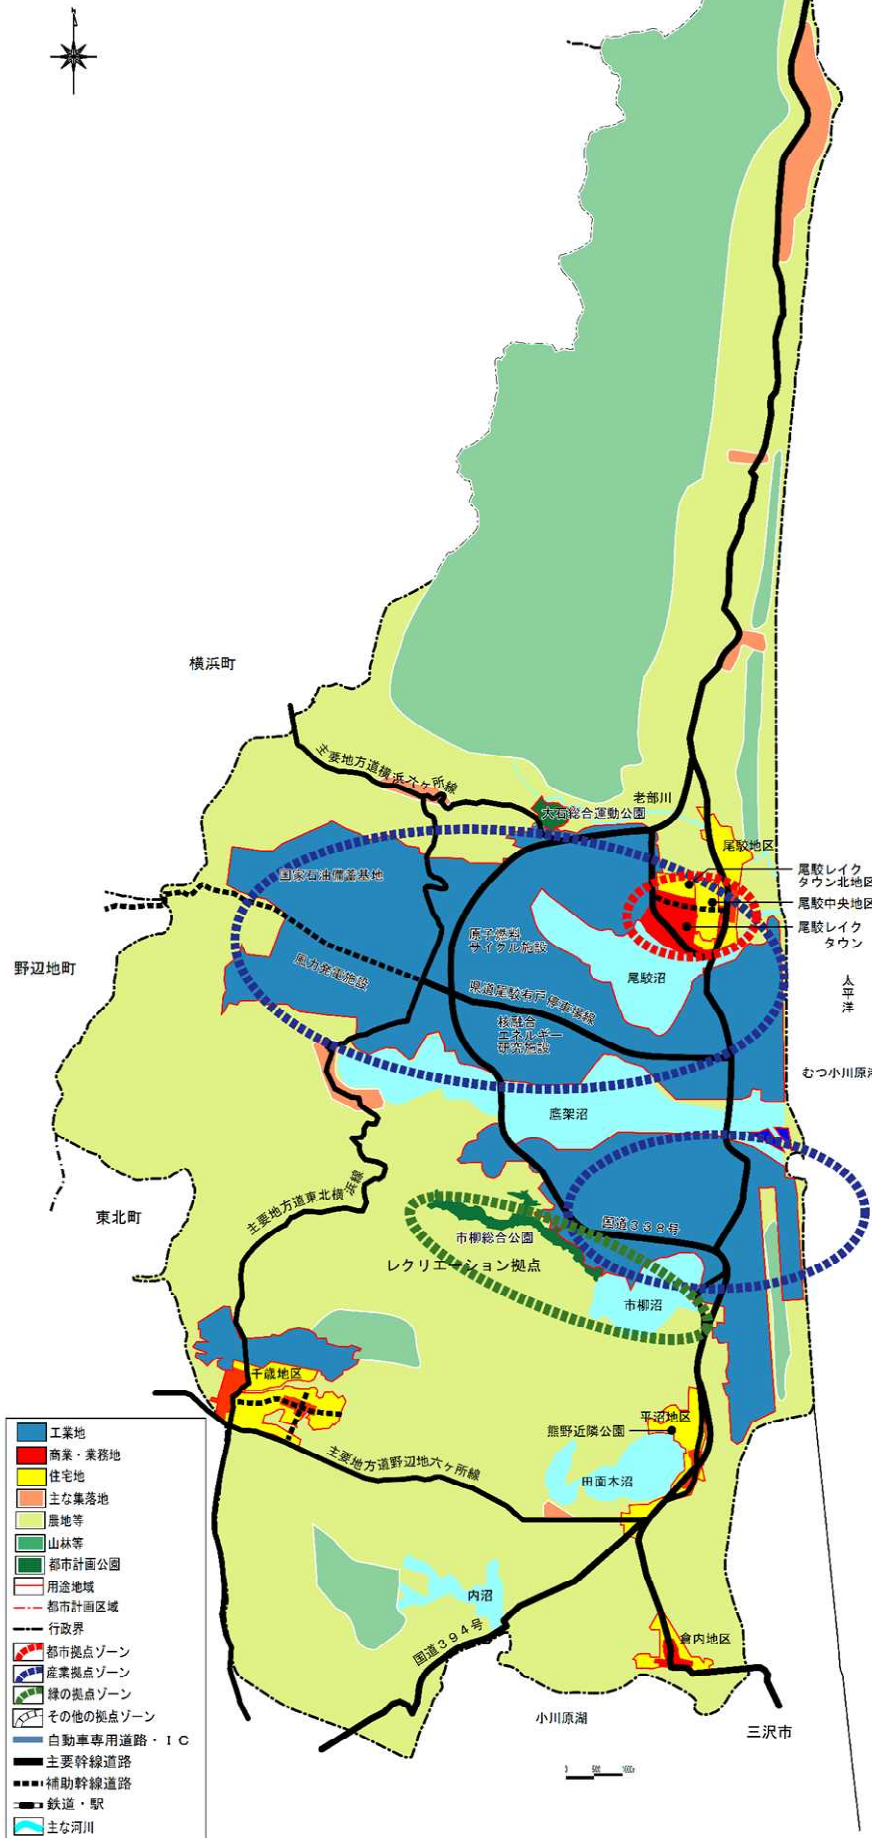 N
横浜町
主要地方道横浜六ヶ所線
老部川
大石総合運動公園
尾駮地区
国家石油備蓄基地
尾駮レイク
タウン北地区
尾駮中央地区
尾駮レイク
タウン
原子燃料
サイクル施設
野辺地町
風力発電施設
尾駮沼
太平洋
県道尾駮有戸停車場線
核融合
エネルギー
研究施設
むつ小川原港
鷹架沼
主要地方道東北横浜線
東北町
国道338号
市柳総合公園
レクリエーション拠点
市柳沼
千歳地区
平沼地区
熊野近隣公園
主要地方道野辺地六ヶ所線
田面木沼
内沼
国道394号
倉内地区
小川原湖
三沢市
0 500 1000m
工業地
商業・業務地
住宅地
主な集落地
農地等
山林等
都市計画公園
用途地域
都市計画区域
行政界
都市拠点ゾーン
産業拠点ゾーン
緑の拠点ゾーン
その他の拠点ゾーン
自動車専用道路・IC
主要幹線道路
補助幹線道路
鉄道・駅
主な河川